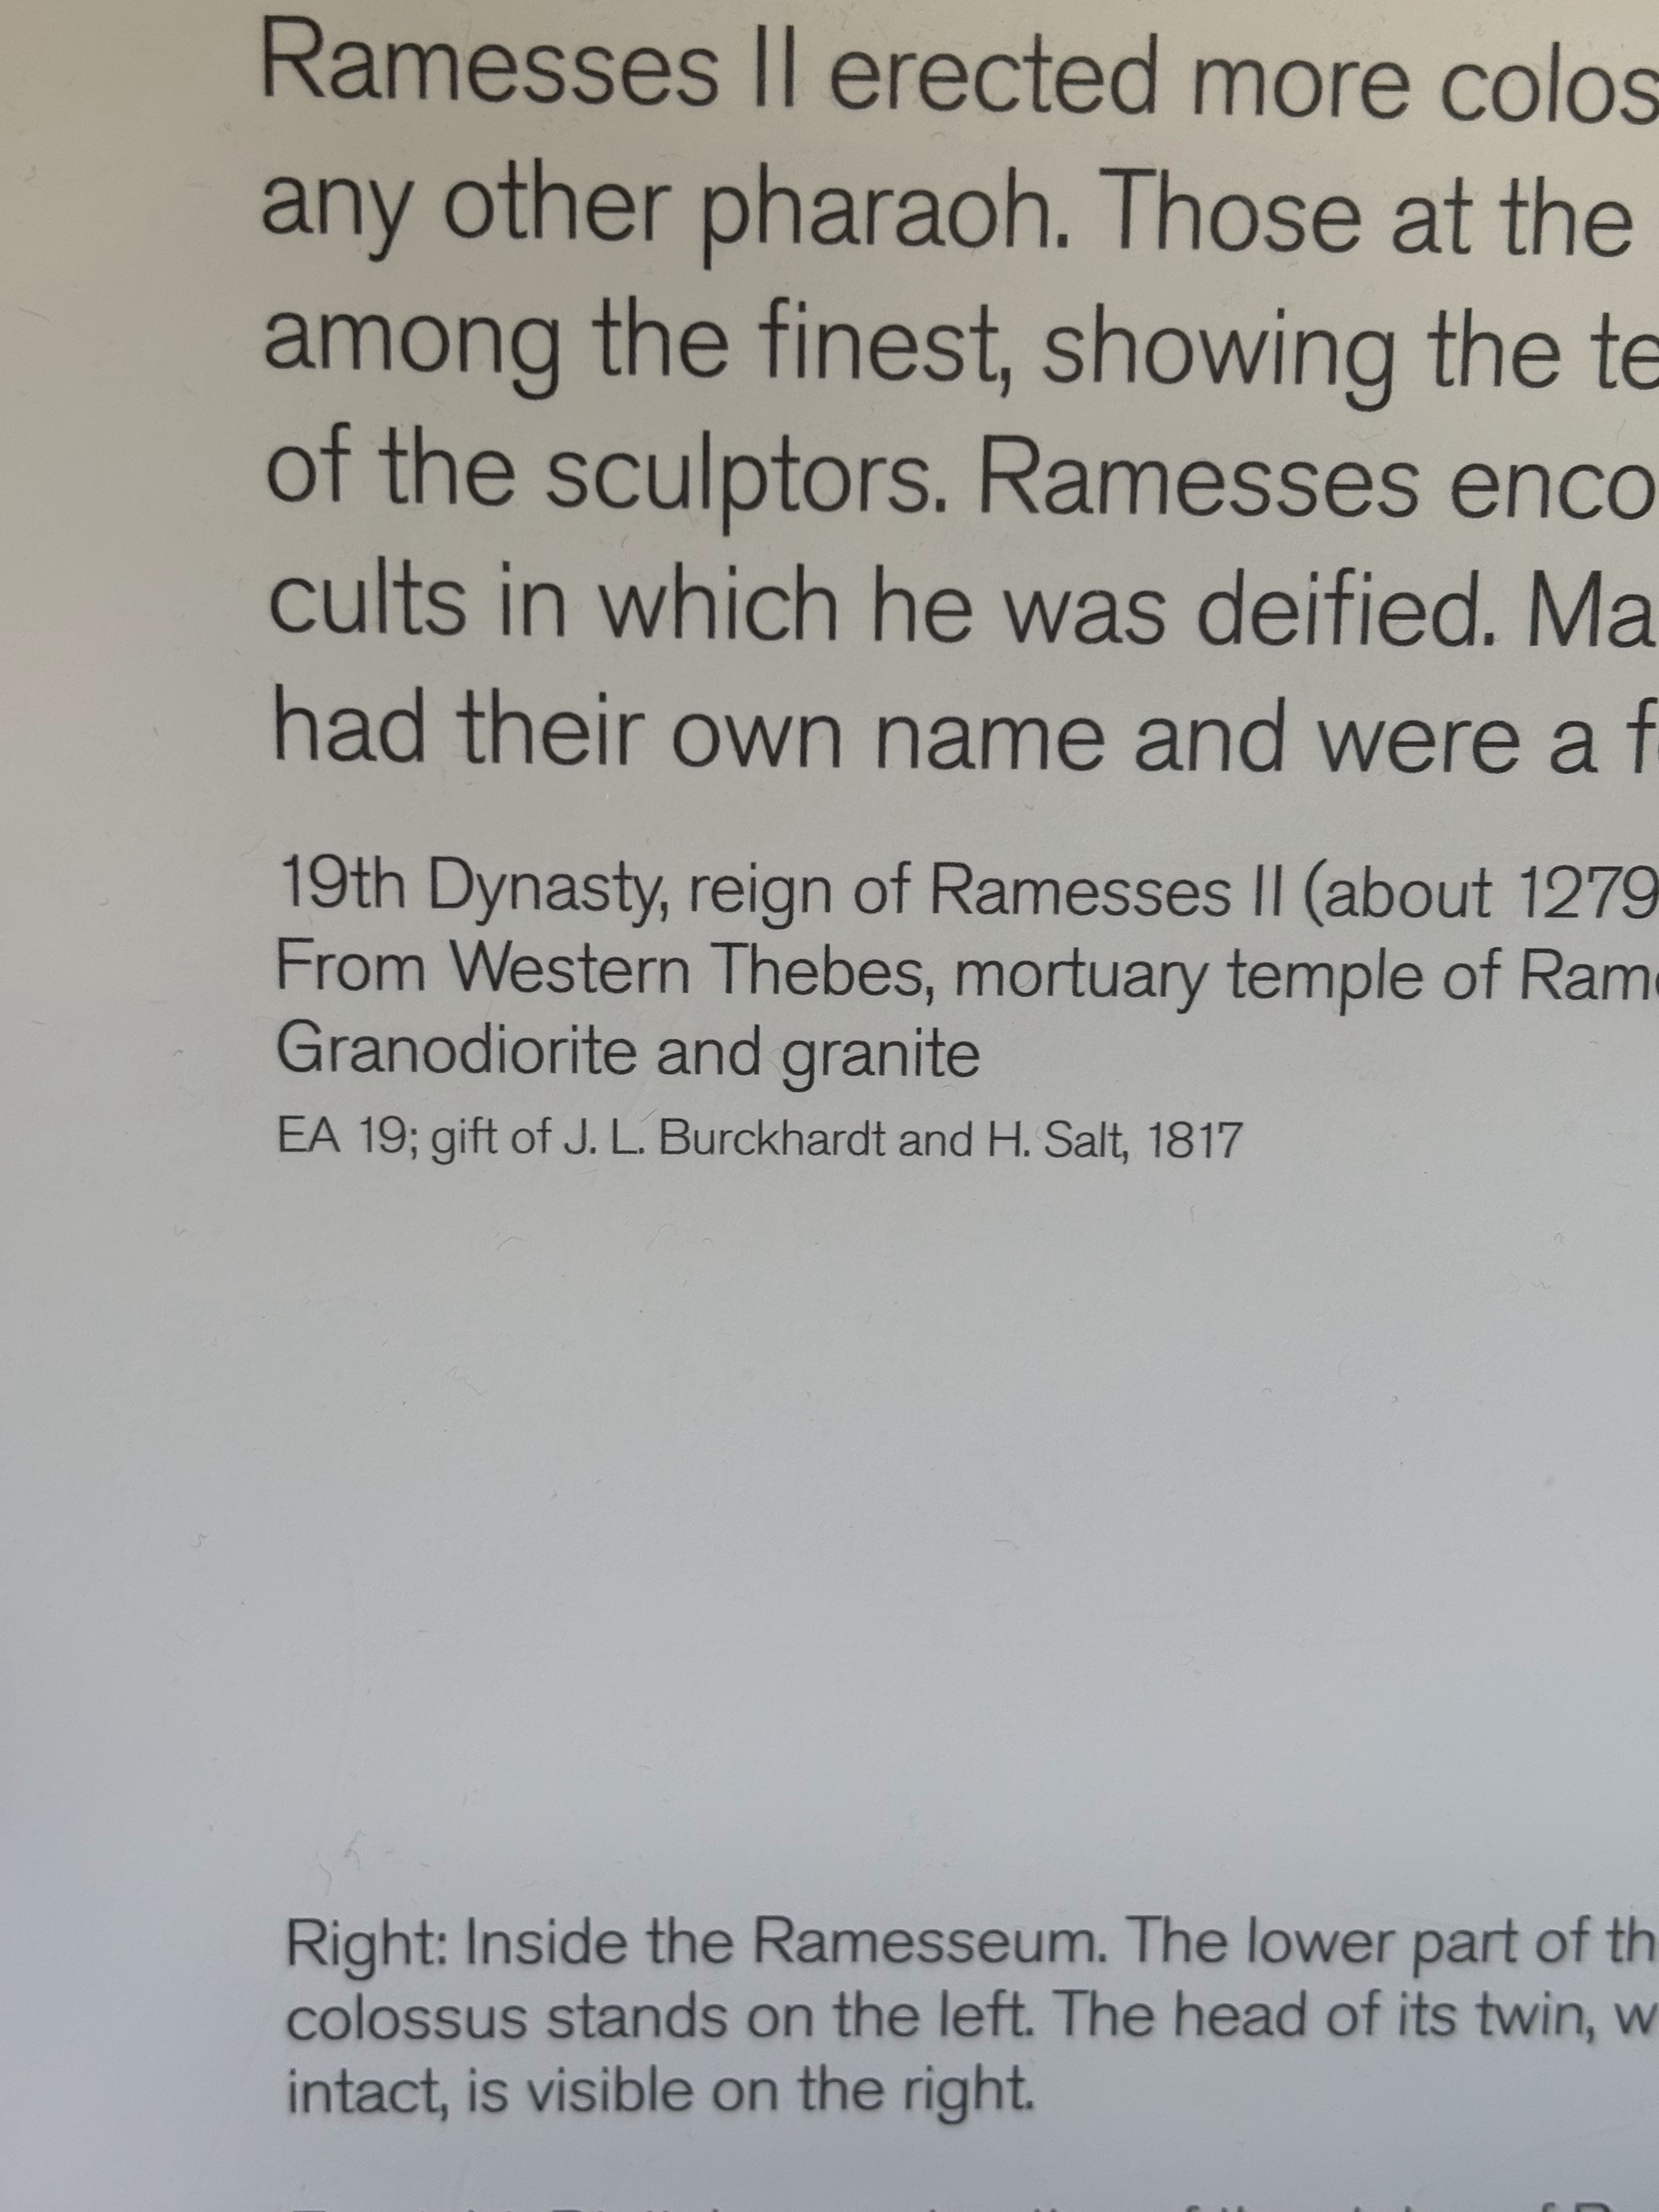 Ramesses II erected more colos
any other pharaoh. Those at the
among the finest, showing the te
of the sculptors. Ramesses enco
cults in which he was deified. Ma
had their own name and were a f
19th Dynasty, reign of Ramesses II (about 1279
From Western Thebes, mortuary temple of Rame
Granodiorite and granite
EA 19; gift of J. L. Burckhardt and H. Salt, 1817
Right: Inside the Ramesseum. The lower part of th
colossus stands on the left. The head of its twin, w
intact, is visible on the right.